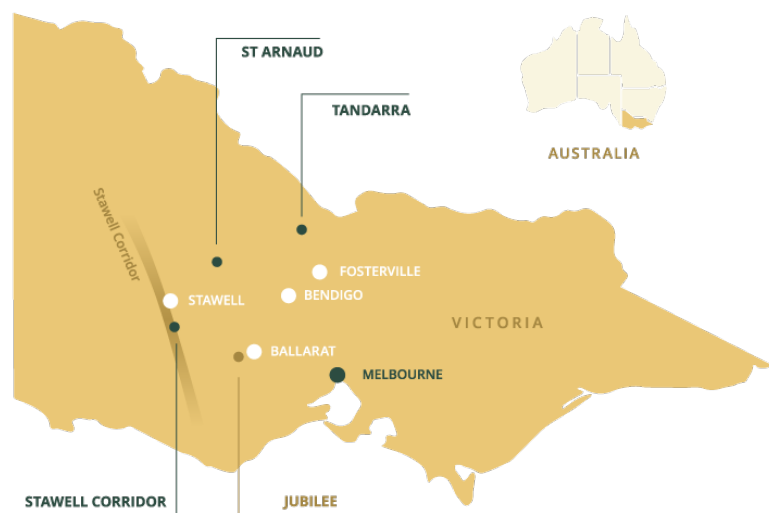 ST ARNAUD
TANDARRA
AUSTRALIA
Stawell Corridor
FOSTERVILLE
BENDIGO
STAWELL
VICTORIA
BALLARAT
MELBOURNE
STAWELL CORRIDOR
JUBILEE